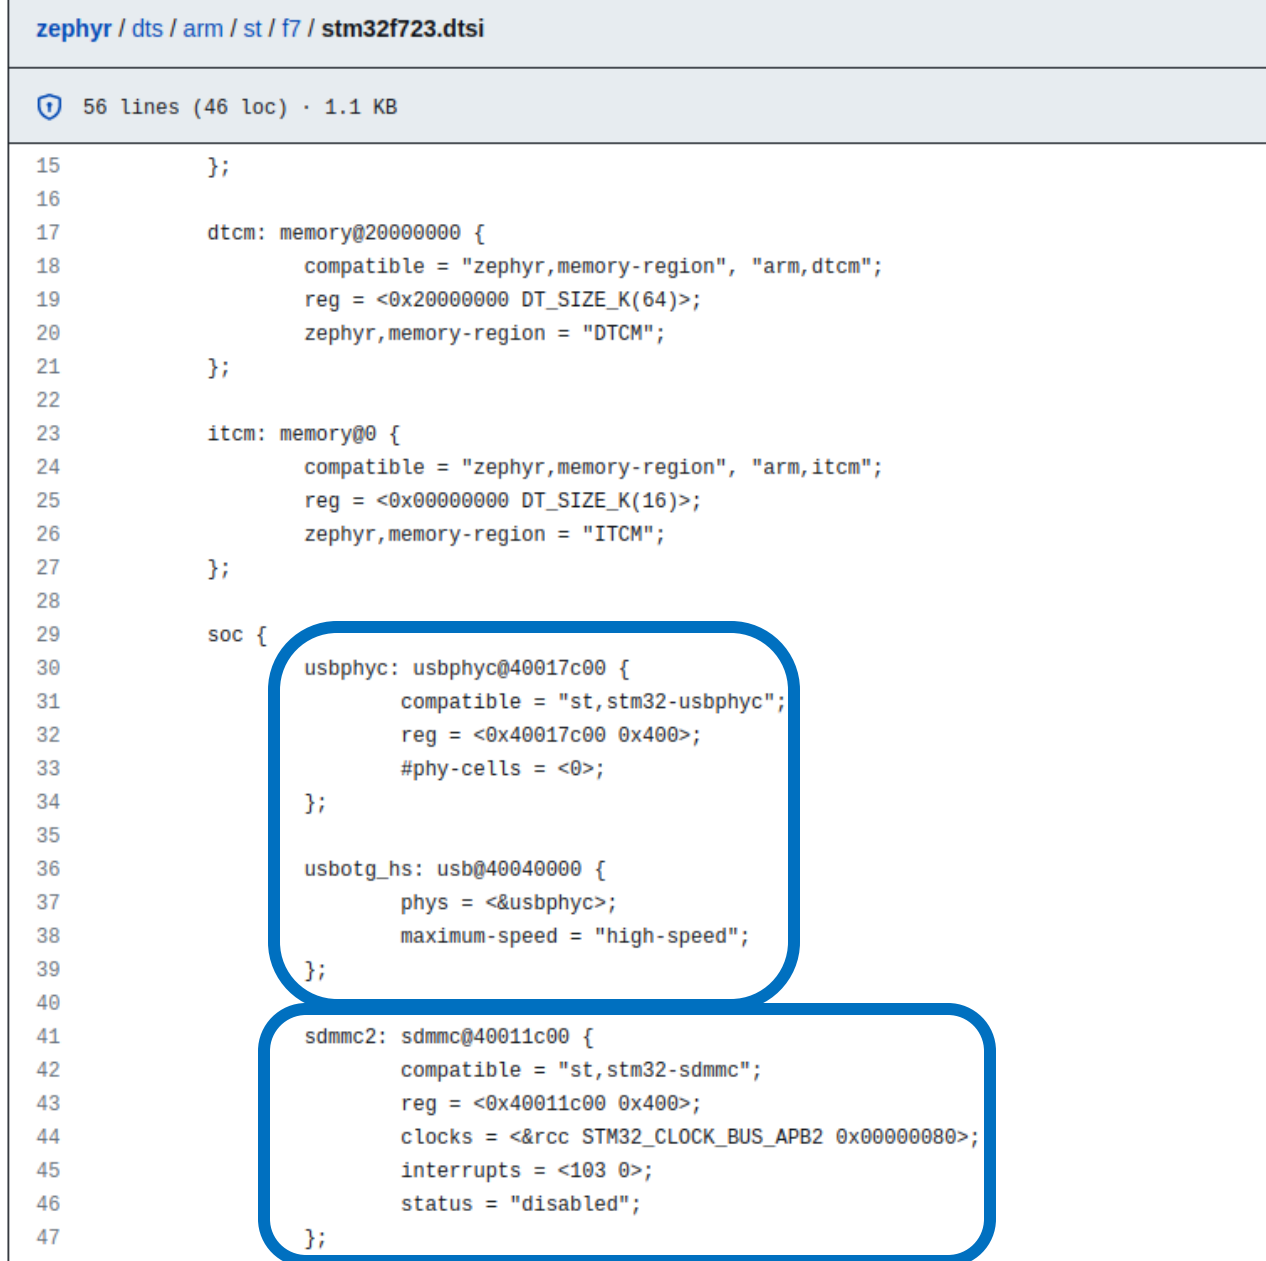 zephyr / dts / arm / st / f7 / stm32f723.dtsi
56 lines (46 loc) · 1.1 KB
15 };
16
17 dtcm: memory@20000000 {
18 compatible = "zephyr,memory-region", "arm,dtcm";
19 reg = <0x20000000 DT_SIZE_K(64)>;
20 zephyr,memory-region = "DTCM";
21 };
22
23 itcm: memory@0 {
24 compatible = "zephyr,memory-region", "arm,itcm";
25 reg = <0x00000000 DT_SIZE_K(16)>;
26 zephyr,memory-region = "ITCM";
27 };
28
29 soc {
30 usbphyc: usbphyc@40017c00 {
31 compatible = "st,stm32-usbphyc";
32 reg = <0x40017c00 0x400>;
33 #phy-cells = <0>;
34 };
35
36 usbotg_hs: usb@40040000 {
37 phys = <&usbphyc>;
38 maximum-speed = "high-speed";
39 };
40
41 sdmmc2: sdmmc@40011c00 {
42 compatible = "st,stm32-sdmmc";
43 reg = <0x40011c00 0x400>;
44 clocks = <&rcc STM32_CLOCK_BUS_APB2 0x00000080>;
45 interrupts = <103 0>;
46 status = "disabled";
47 };